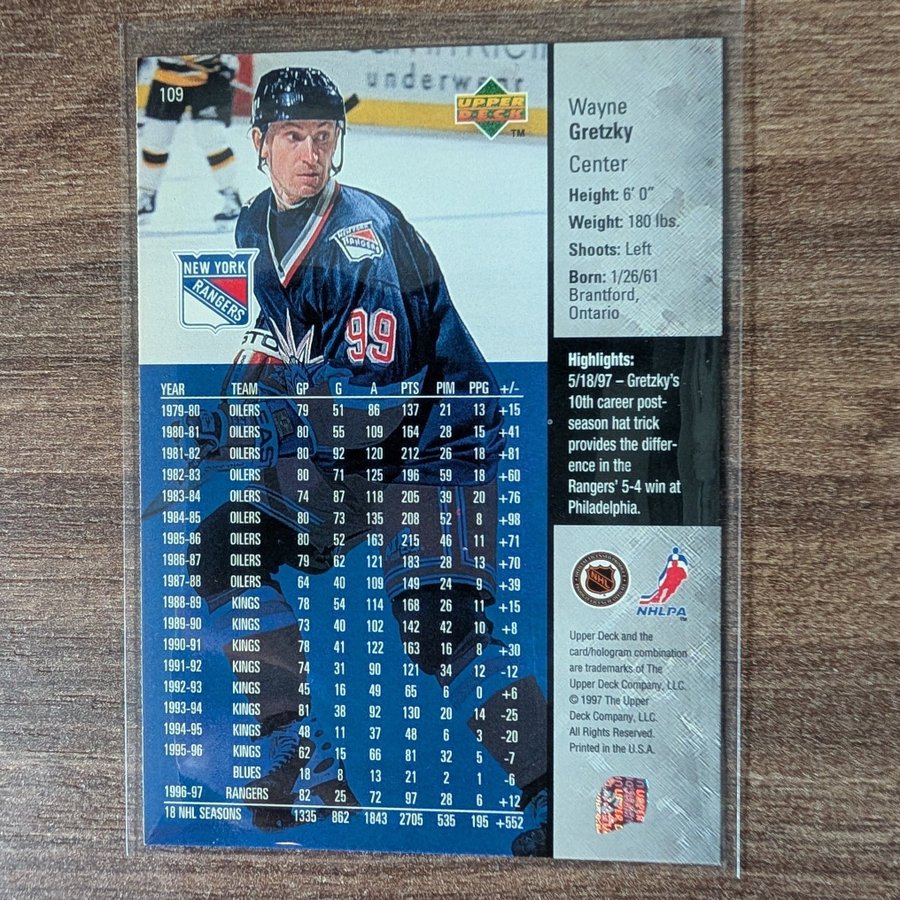 underwear
109
UPPER
DECK
TM
NEW YORK
RANGERS
NEW YORK
RANGERS
99
Wayne
Gretzky
Center
Height: 6' 0"
Weight: 180 lbs.
Shoots: Left
Born: 1/26/61
Brantford,
Ontario
Highlights:
5/18/97 – Gretzky's
10th career post-
season hat trick
provides the differ-
ence in the
Rangers' 5-4 win at
Philadelphia.
YEAR TEAM GP G A PTS PIM PPG +/-
1979-80 OILERS 79 51 86 137 21 13 +15
1980-81 OILERS 80 55 109 164 28 15 +41
1981-82 OILERS 80 92 120 212 26 18 +81
1982-83 OILERS 80 71 125 196 59 18 +60
1983-84 OILERS 74 87 118 205 39 20 +76
1984-85 OILERS 80 73 135 208 52 8 +98
1985-86 OILERS 80 52 163 215 46 11 +71
1986-87 OILERS 79 62 121 183 28 13 +70
1987-88 OILERS 64 40 109 149 24 9 +39
1988-89 KINGS 78 54 114 168 26 11 +15
1989-90 KINGS 73 40 102 142 42 10 +8
1990-91 KINGS 78 41 122 163 16 8 +30
1991-92 KINGS 74 31 90 121 34 12 -12
1992-93 KINGS 45 16 49 65 6 0 +6
1993-94 KINGS 81 38 92 130 20 14 -25
1994-95 KINGS 48 11 37 48 6 3 -20
1995-96 KINGS 62 15 66 81 32 5 -7
BLUES 18 8 13 21 2 1 -6
1996-97 RANGERS 82 25 72 97 28 6 +12
18 NHL SEASONS 1335 862 1843 2705 535 195 +552
NHL
NHLPA
TM
Upper Deck and the
card/hologram combination
are trademarks of The
Upper Deck Company, LLC.
© 1997 The Upper
Deck Company, LLC.
All Rights Reserved.
Printed in the U.S.A.